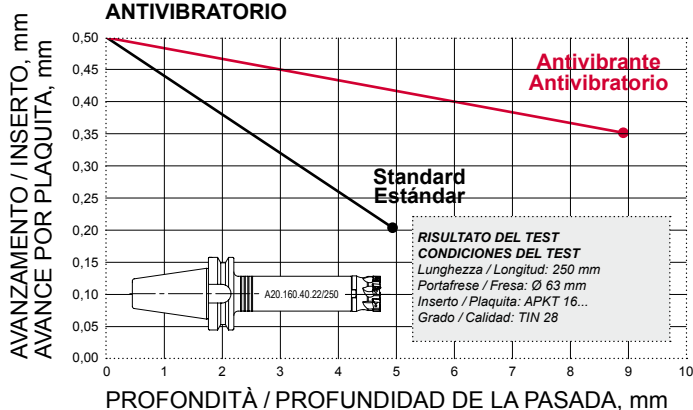 ANTIVIBRATORIO
AVANZAMENTO / INSERTO, mm
AVANCE POR PLAQUITA, mm
0,50
0,45
0,40
0,35
0,30
0,25
0,20
0,15
0,10
0,05
0,00
Antivibrante
Antivibratorio
Standard
Estándar
RISULTATO DEL TEST
CONDICIONES DEL TEST
Lunghezza / Longitud: 250 mm
Portafrese / Fresa: Ø 63 mm
Inserto / Plaquita: APKT 16...
Grado / Calidad: TIN 28
A20.160.40.22/250
0 1 2 3 4 5 6 7 8 9 10
PROFONDITÀ / PROFUNDIDAD DE LA PASADA, mm